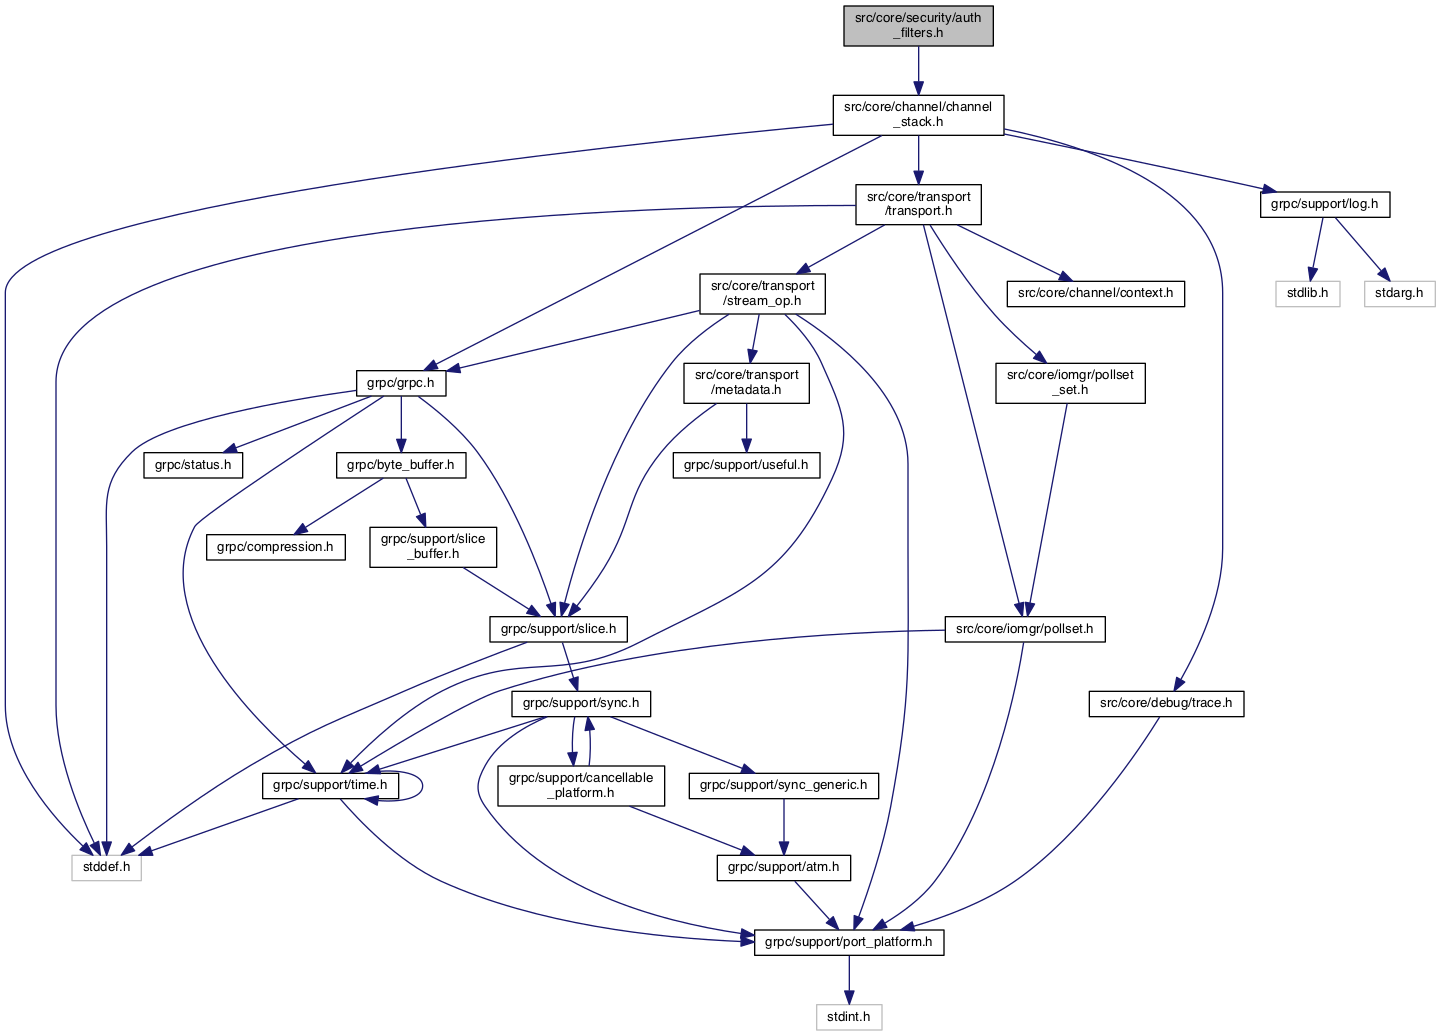 src/core/security/auth
_filters.h
src/core/channel/channel
_stack.h
src/core/transport
/transport.h
grpc/support/log.h
src/core/transport
/stream_op.h
src/core/channel/context.h
stdlib.h
stdarg.h
grpc/grpc.h
src/core/transport
/metadata.h
src/core/iomgr/pollset
_set.h
grpc/status.h
grpc/byte_buffer.h
grpc/support/useful.h
grpc/compression.h
grpc/support/slice
_buffer.h
grpc/support/slice.h
src/core/iomgr/pollset.h
grpc/support/sync.h
src/core/debug/trace.h
grpc/support/time.h
grpc/support/cancellable
_platform.h
grpc/support/sync_generic.h
stddef.h
grpc/support/atm.h
grpc/support/port_platform.h
stdint.h